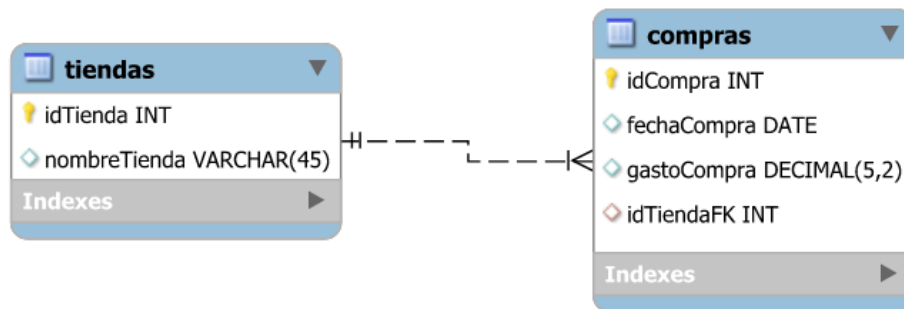 tiendas
idTienda INT
nombreTienda VARCHAR(45)
Indexes
compras
idCompra INT
fechaCompra DATE
gastoCompra DECIMAL(5,2)
idTiendaFK INT
Indexes